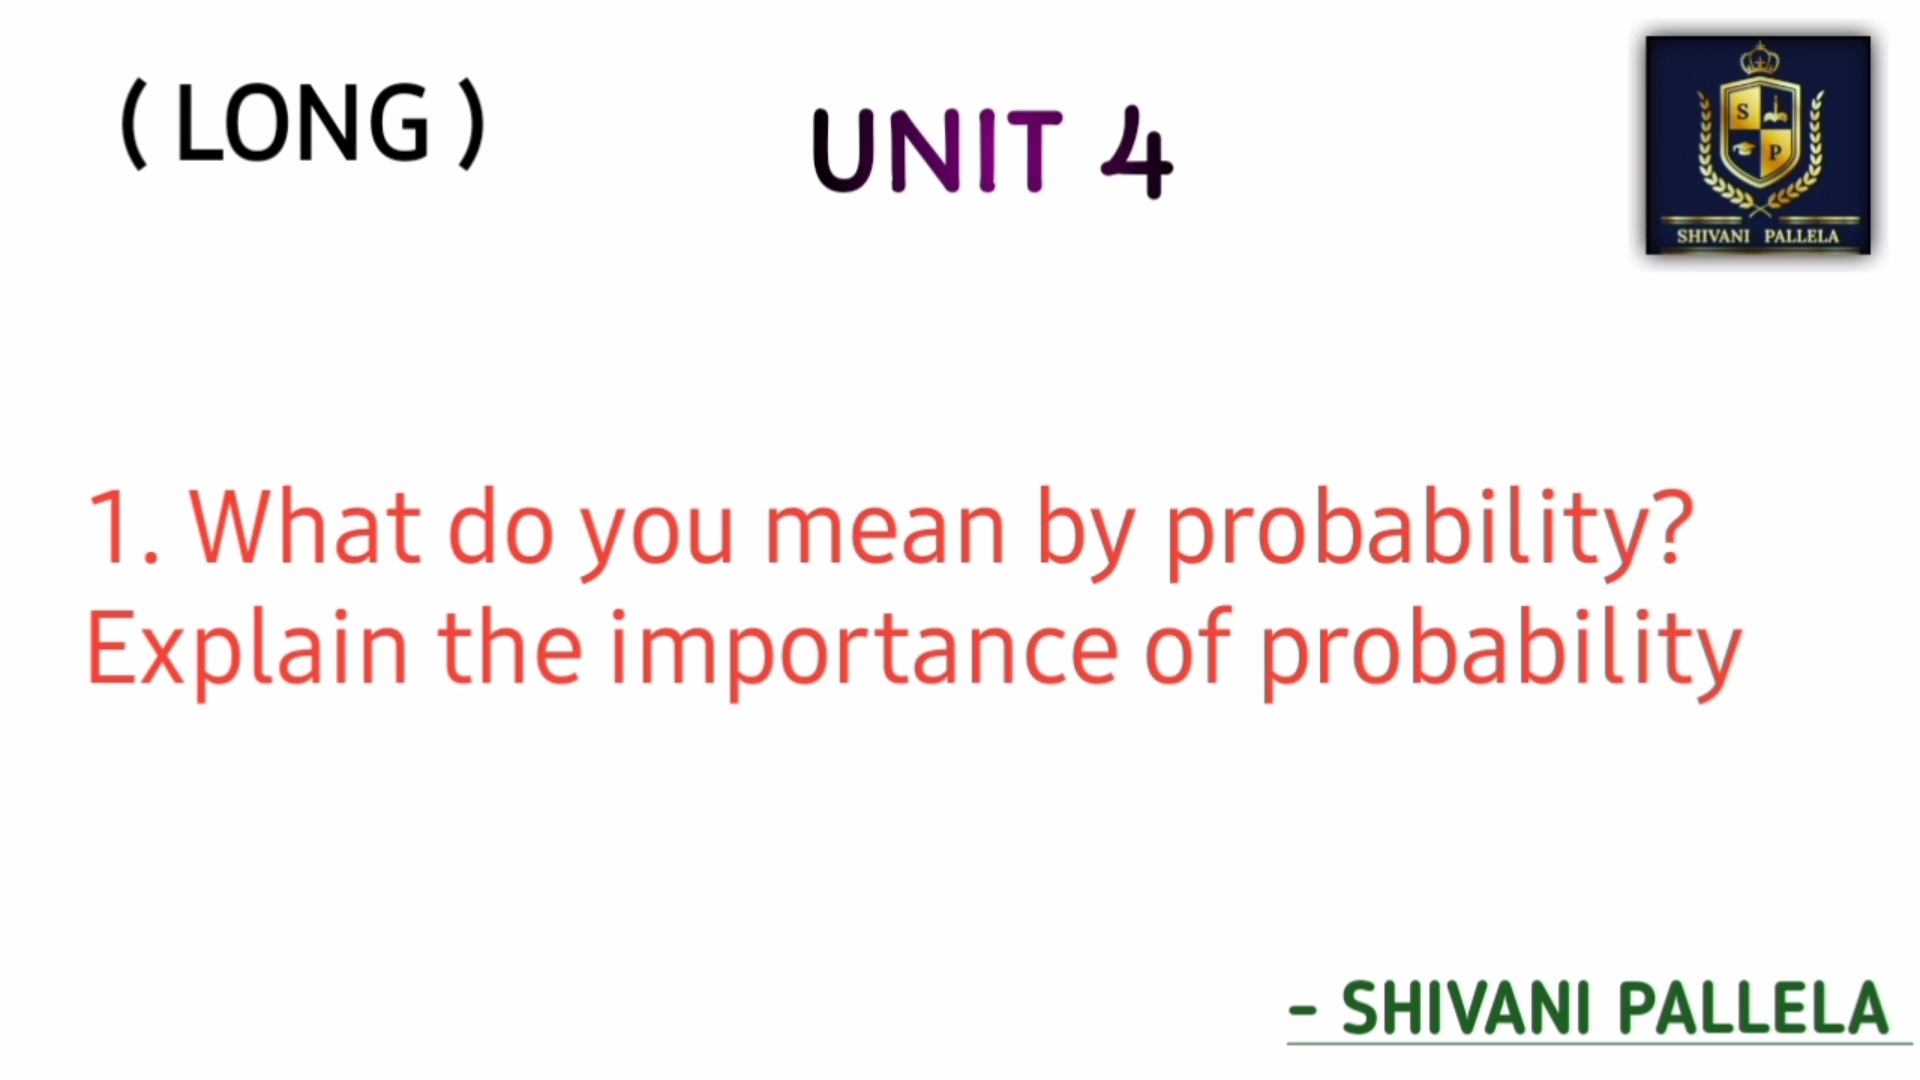 ( LONG )
UNIT 4
S
P
SHIVANI PALLELA
1. What do you mean by probability?
Explain the importance of probability
- SHIVANI PALLELA